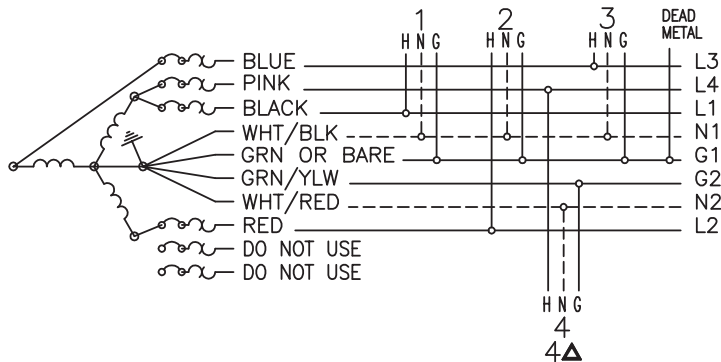 1 2 3 DEAD
METAL
H N G H N G H N G
BLUE L3
PINK L4
BLACK L1
WHT/BLK N1
GRN OR BARE G1
GRN/YLW G2
WHT/RED N2
RED L2
DO NOT USE
DO NOT USE
H N G
4
4Δ